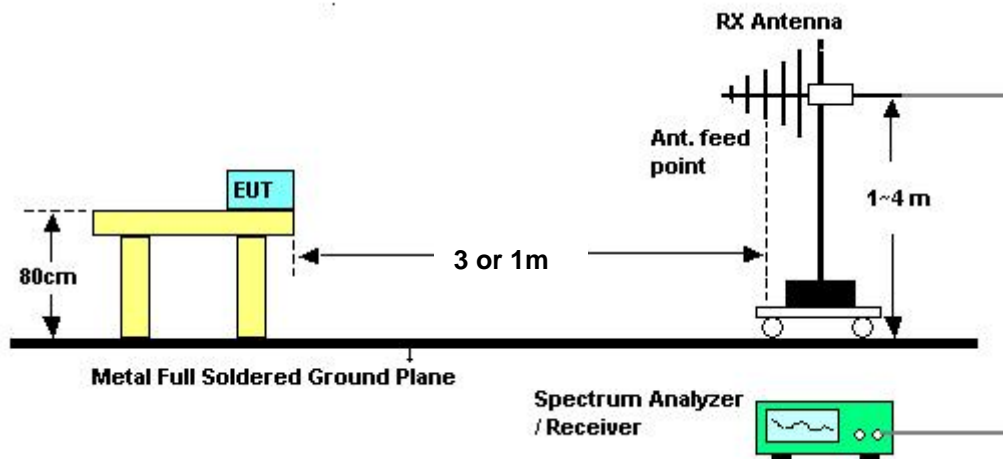 RX Antenna
Ant. feed
point
EUT
1~4 m
3 or 1m
80cm
Metal Full Soldered Ground Plane
Spectrum Analyzer
/ Receiver